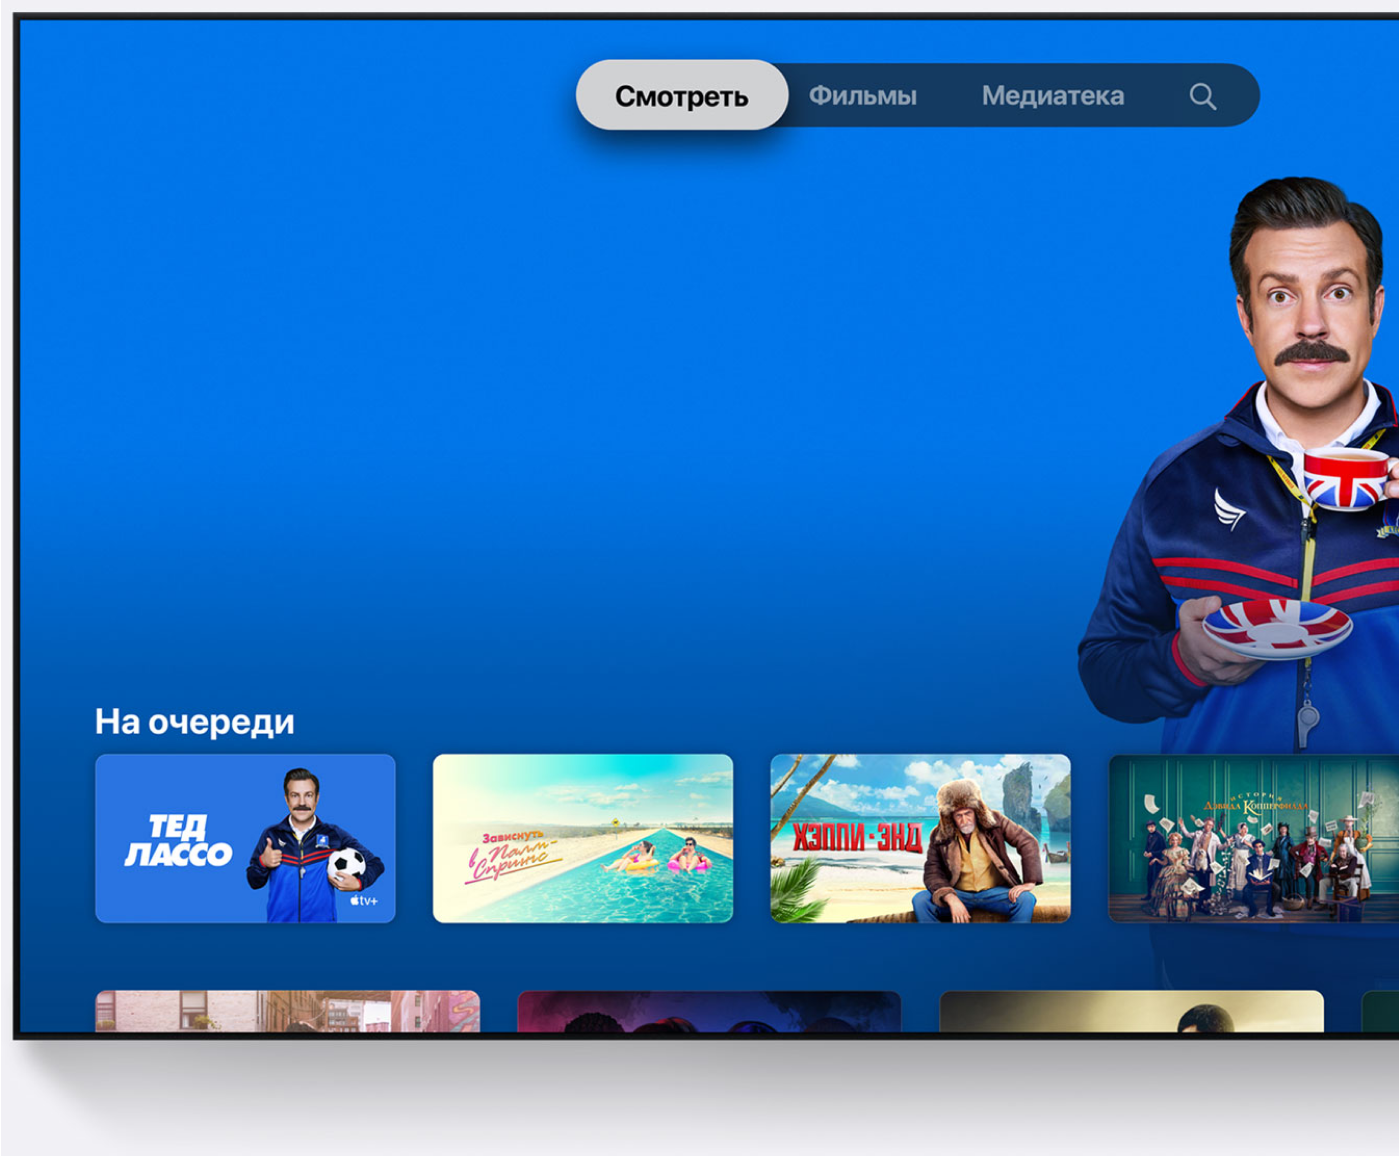 Смотреть
Фильмы
Медиатека
На очереди
ТЕД
ЛАССО
tv+
Зависнуть
в Палм-
Спрингс
ХЭППИ-ЭНД
ИСТОРИЯ
ДЭВИДА КОППЕРФИЛДА